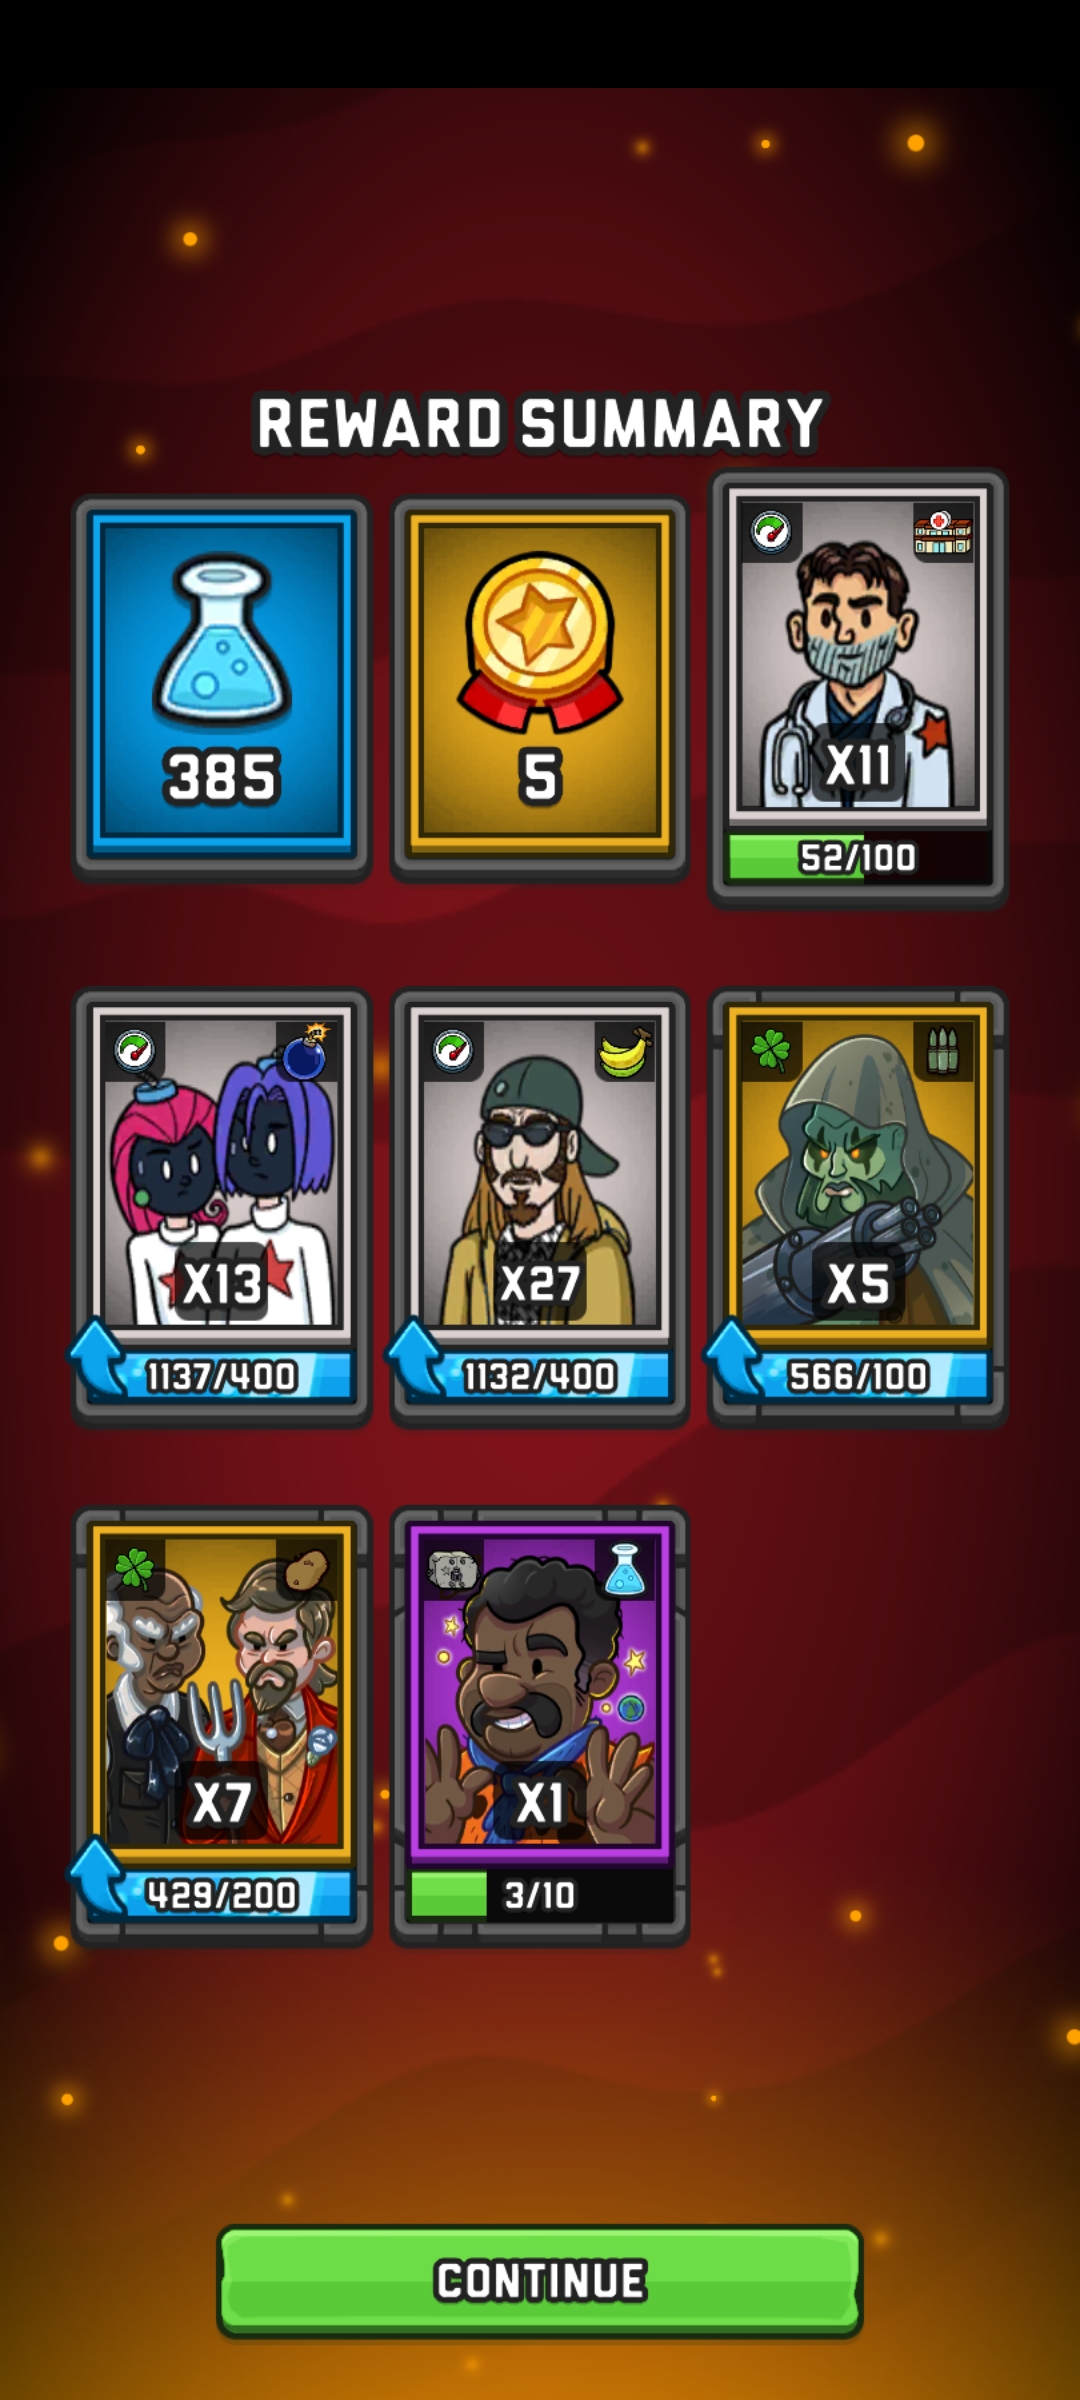 REWARD SUMMARY
385
5
X11
52/100
X13
1137/400
X27
1132/400
X5
566/100
X7
429/200
X1
3/10
CONTINUE